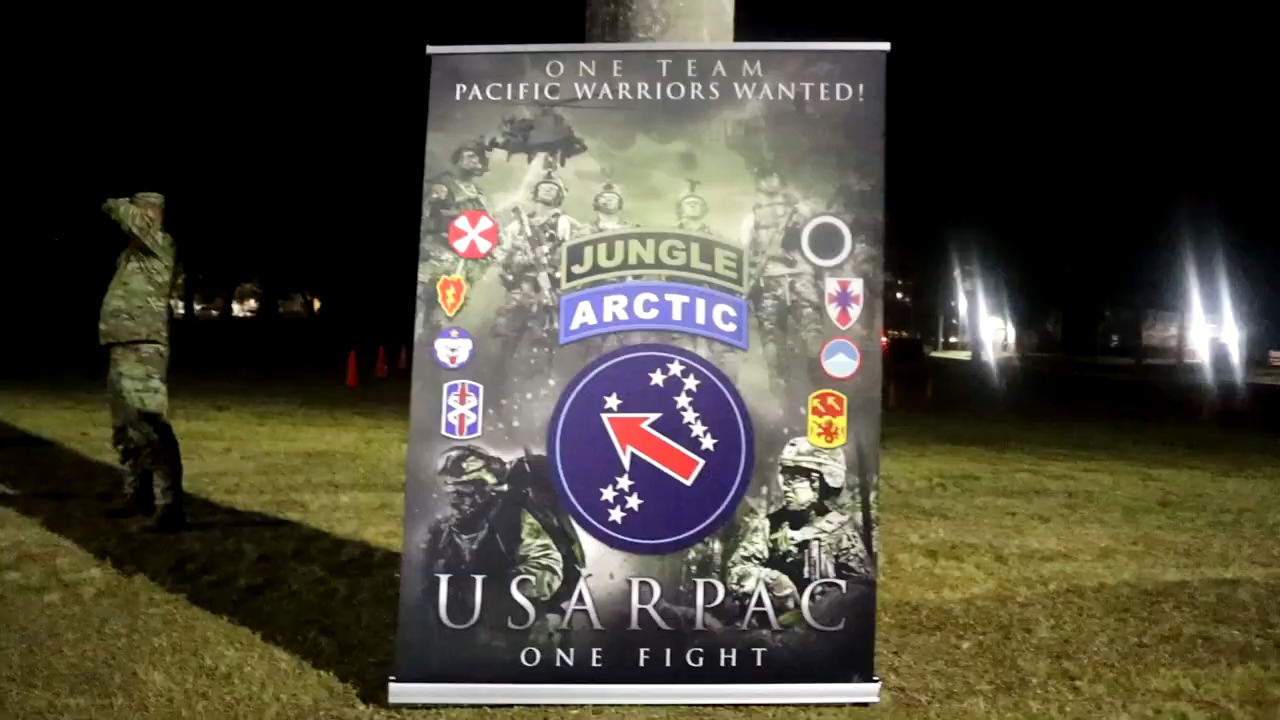 ONE TEAM
PACIFIC WARRIORS WANTED!
JUNGLE
ARCTIC
USARPAC
ONE FIGHT